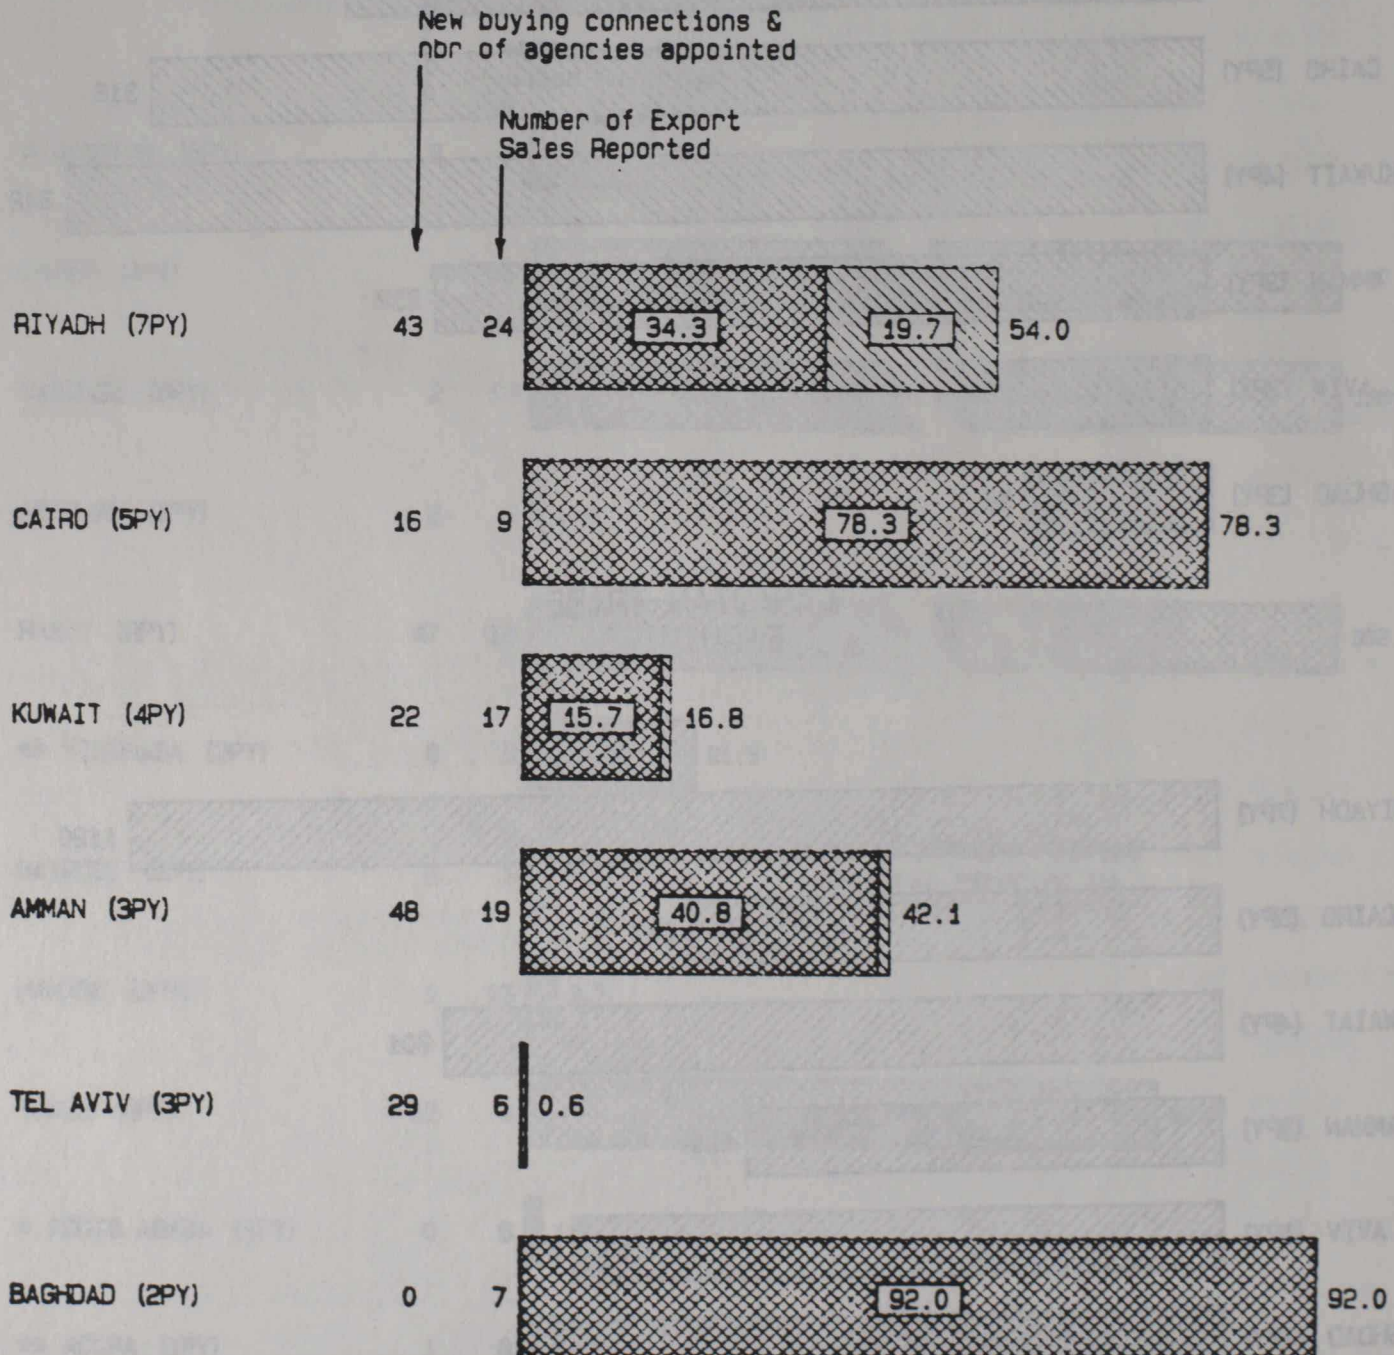 New buying connections &
nbr of agencies appointed
Number of Export
Sales Reported
RIYADH (7PY) 43 24 34.3 19.7 54.0
CAIRO (5PY) 16 9 78.3 78.3
KUWAIT (4PY) 22 17 15.7 16.8
AMMAN (3PY) 48 19 40.8 42.1
TEL AVIV (3PY) 29 6 0.6
BAGHDAD (2PY) 0 7 92.0 92.0